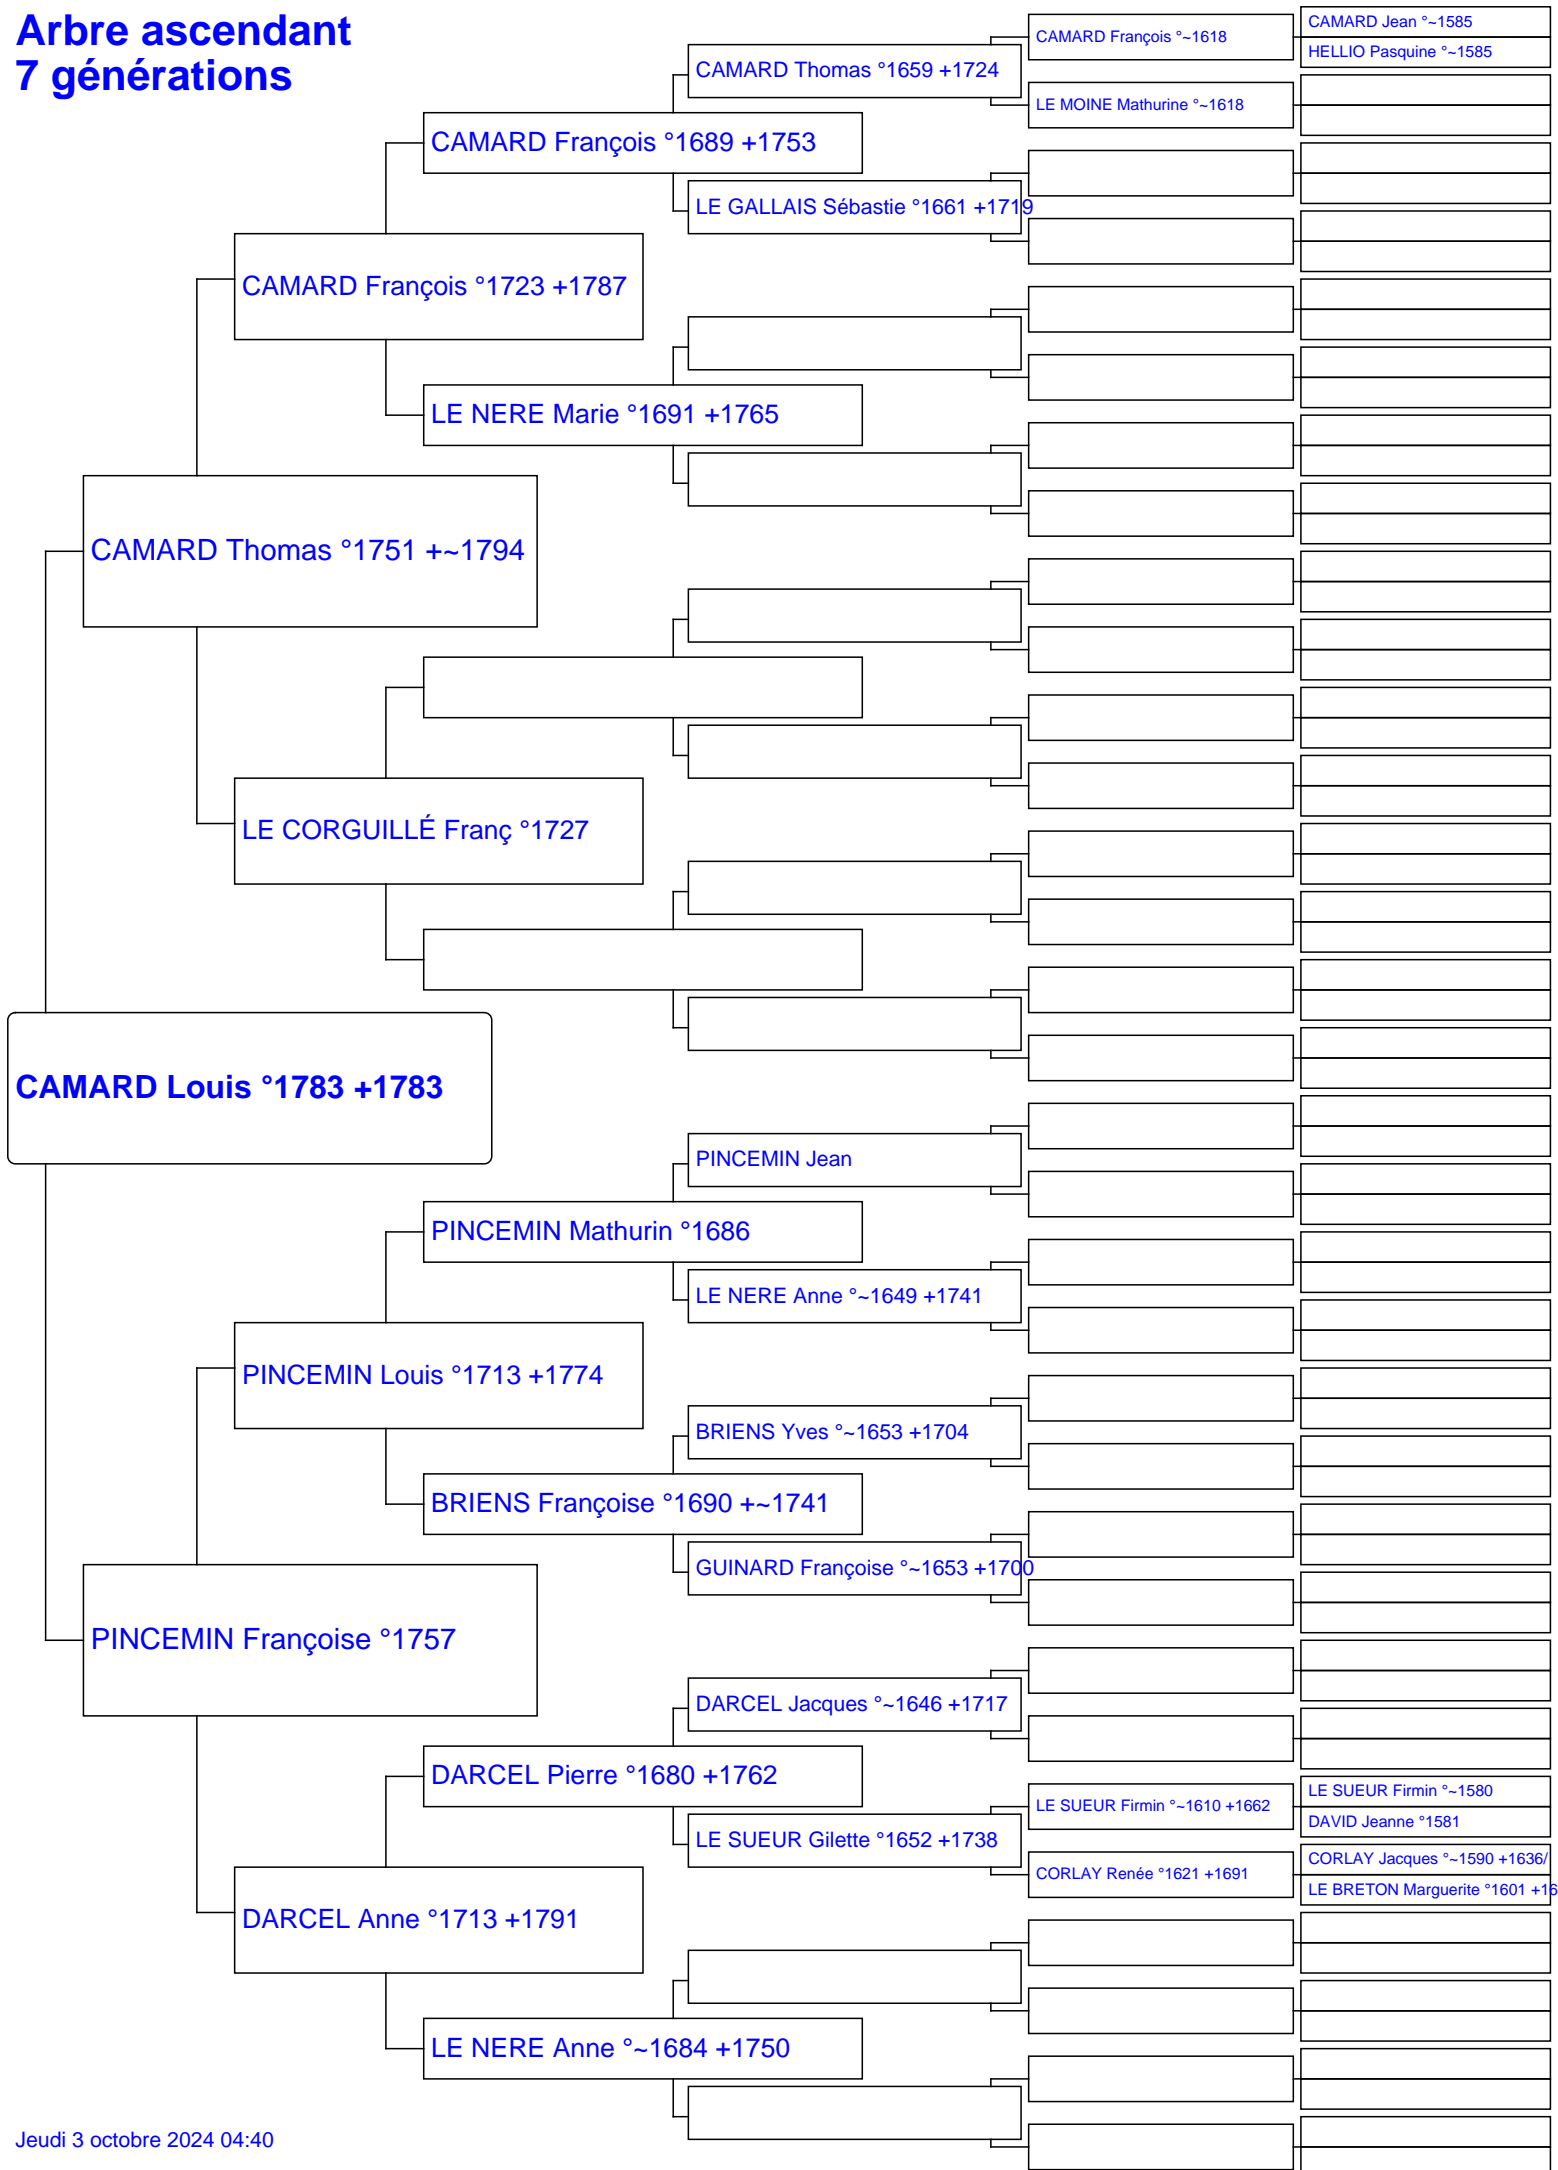 Arbre ascendant
7 générations
CAMARD Jean °~1585
CAMARD François °~1618
HELLIO Pasquine °~1585
CAMARD Thomas °1659 +1724
LE MOINE Mathurine °~1618
CAMARD François °1689 +1753
LE GALLAIS Sébastie °1661 +1719
CAMARD François °1723 +1787
LE NERE Marie °1691 +1765
CAMARD Thomas °1751 +~1794
LE CORGUILLÉ Franç °1727
CAMARD Louis °1783 +1783
PINCEMIN Jean
PINCEMIN Mathurin °1686
LE NERE Anne °~1649 +1741
PINCEMIN Louis °1713 +1774
BRIENS Yves °~1653 +1704
BRIENS Françoise °1690 +~1741
GUINARD Françoise °~1653 +1700
PINCEMIN Françoise °1757
DARCEL Jacques °~1646 +1717
DARCEL Pierre °1680 +1762
LE SUEUR Firmin °~1580
LE SUEUR Firmin °~1610 +1662
DAVID Jeanne °1581
LE SUEUR Gilette °1652 +1738
CORLAY Jacques °~1590 +1636/
CORLAY Renée °1621 +1691
LE BRETON Marguerite °1601 +16
DARCEL Anne °1713 +1791
LE NERE Anne °~1684 +1750
Jeudi 3 octobre 2024 04:40